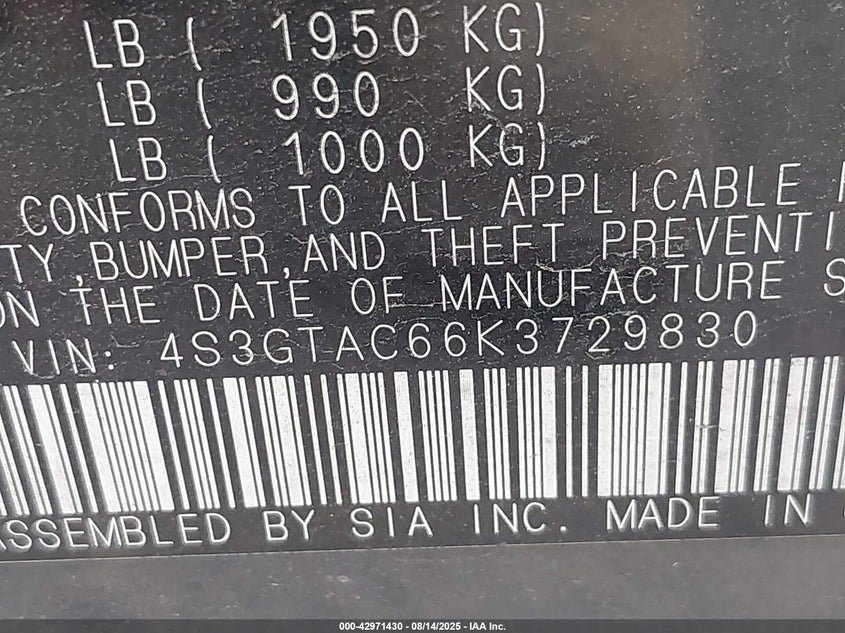 LB ( 1950 KG)
LB ( 990 KG)
LB ( 1000 KG)
CONFORMS TO ALL APPLICABLE
TY,BUMPER,AND THEFT PREVENTI
ON THE DATE OF MANUFACTURE S
VIN: 4S3GTAC66K3729830
ASSEMBLED BY SIA INC. MADE IN
000-42971430 - 08/14/2025 - IAA Inc.